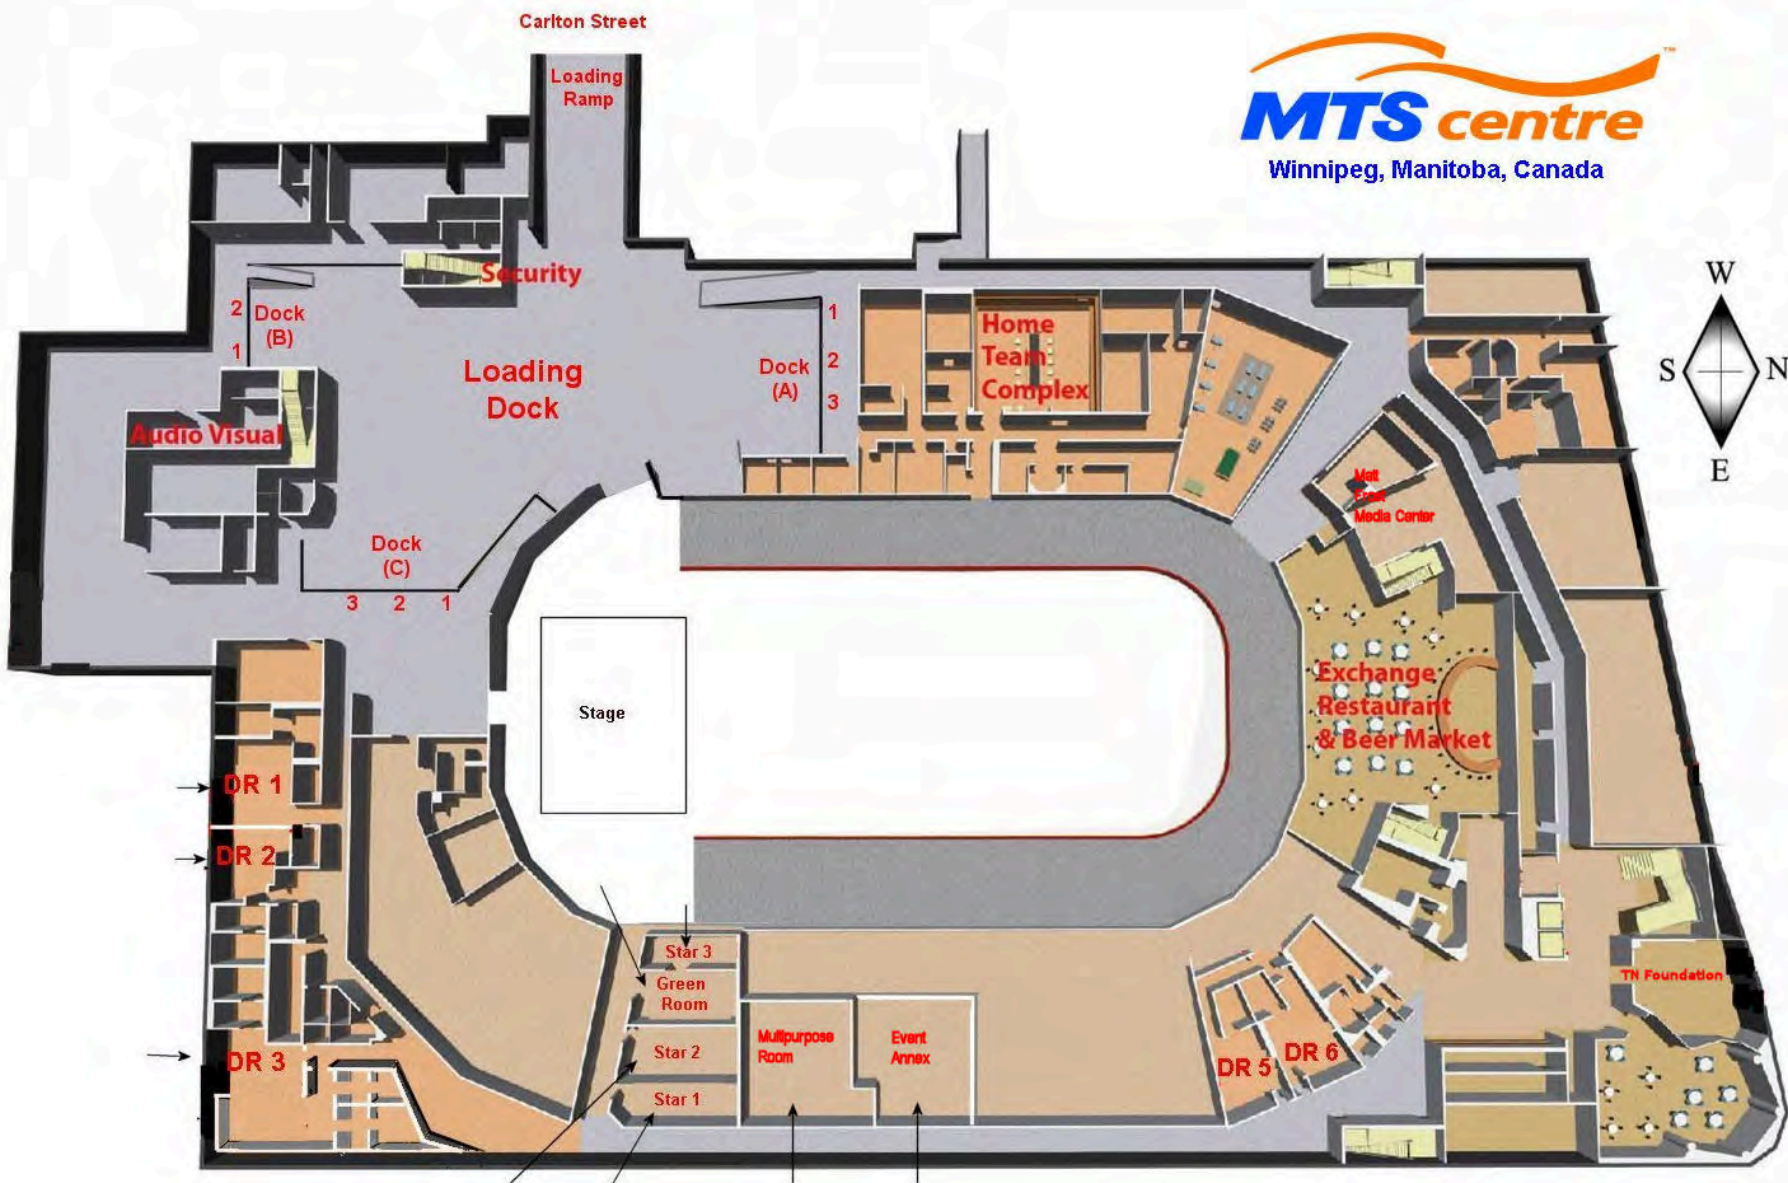 Carlton Street
Loading
Ramp
MTS centre™
Winnipeg, Manitoba, Canada
W
S N
E
Security
2
Dock
(B)
1
Loading
Dock
Dock
(A)
1
2
3
Home
Team
Complex
Audio Visual
Matt
Frost
Media Center
Dock
(C)
3 2 1
Stage
Exchange
Restaurant
& Beer Market
DR 1
DR 2
DR 3
Star 3
Green
Room
Star 2
Star 1
Multipurpose
Room
Event
Annex
DR 5
DR 6
TN Foundation